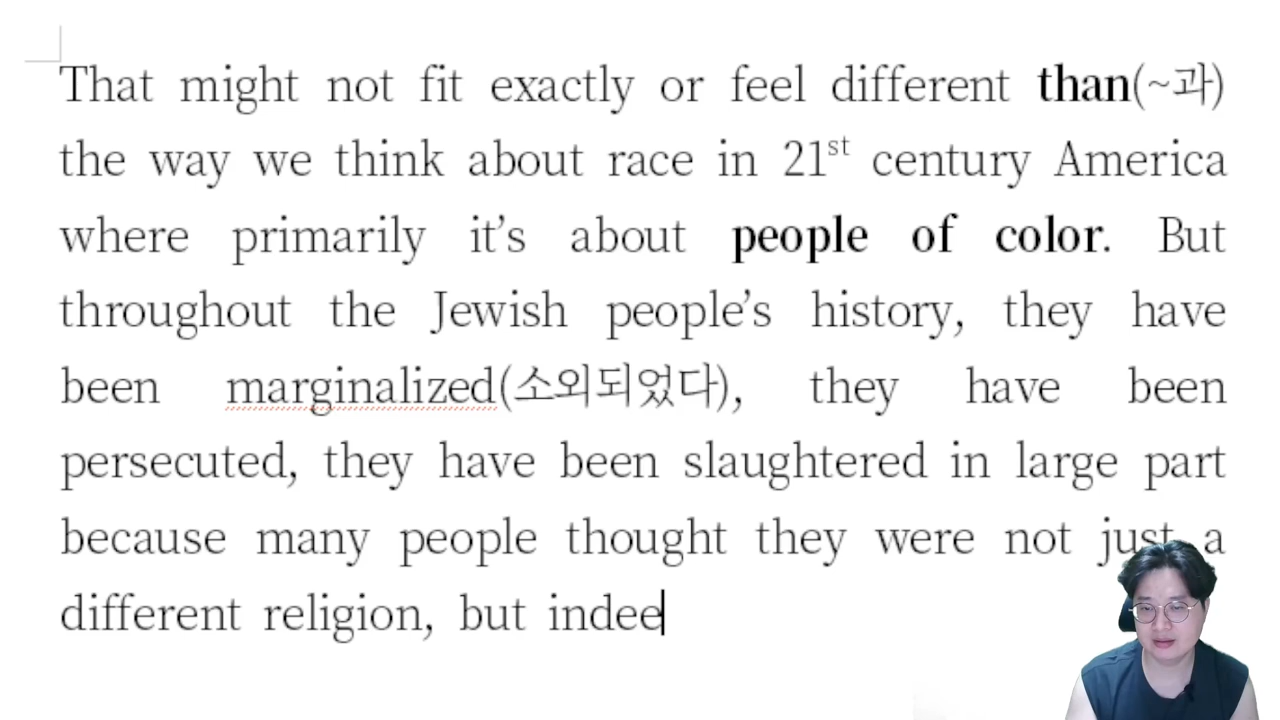 That might not fit exactly or feel different than(~과)
the way we think about race in 21st century America
where primarily it's about people of color. But
throughout the Jewish people's history, they have
been marginalized(소외되었다), they have been
persecuted, they have been slaughtered in large part
because many people thought they were not just a
different religion, but indee